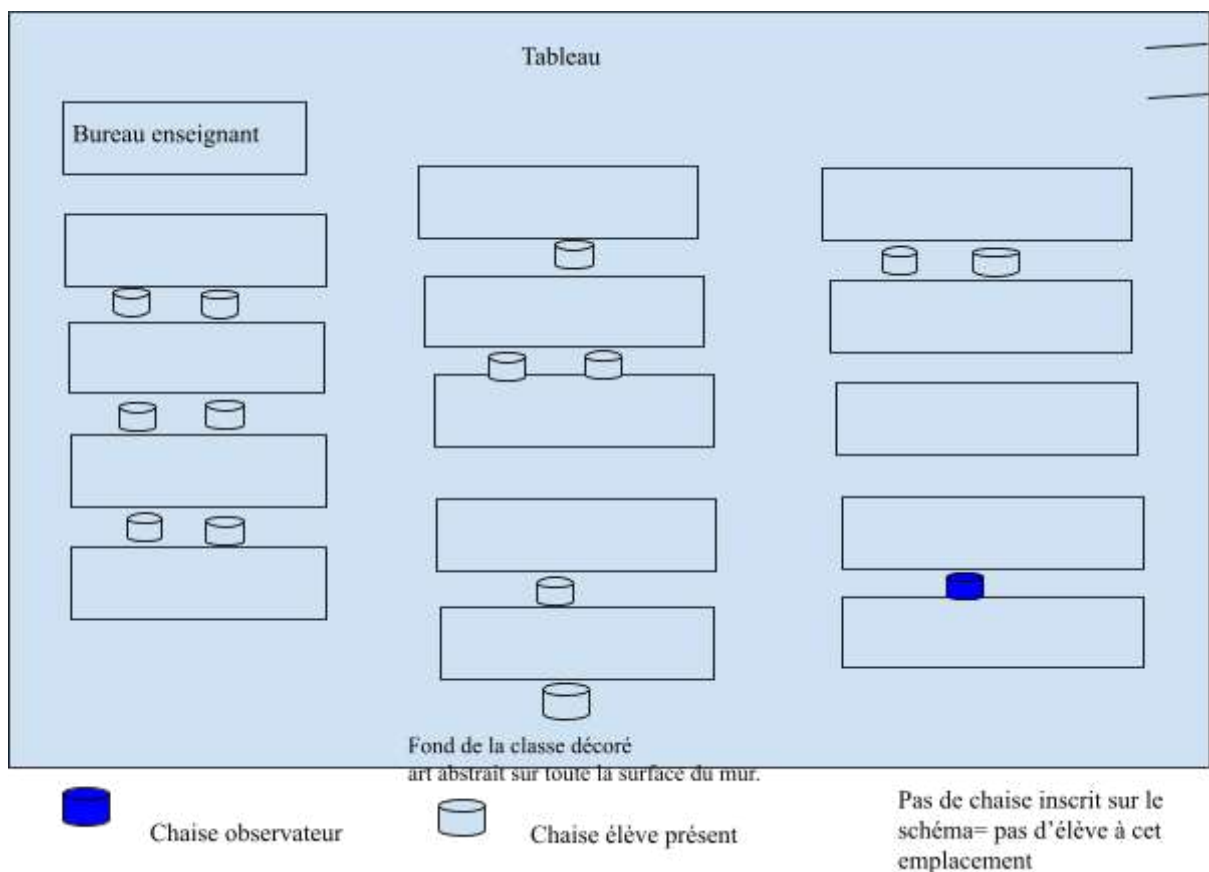 Tableau
Bureau enseignant
Fond de la classe décoré
art abstrait sur toute la surface du mur.
Chaise observateur
Chaise élève présent
Pas de chaise inscrit sur le
schéma= pas d'élève à cet
emplacement